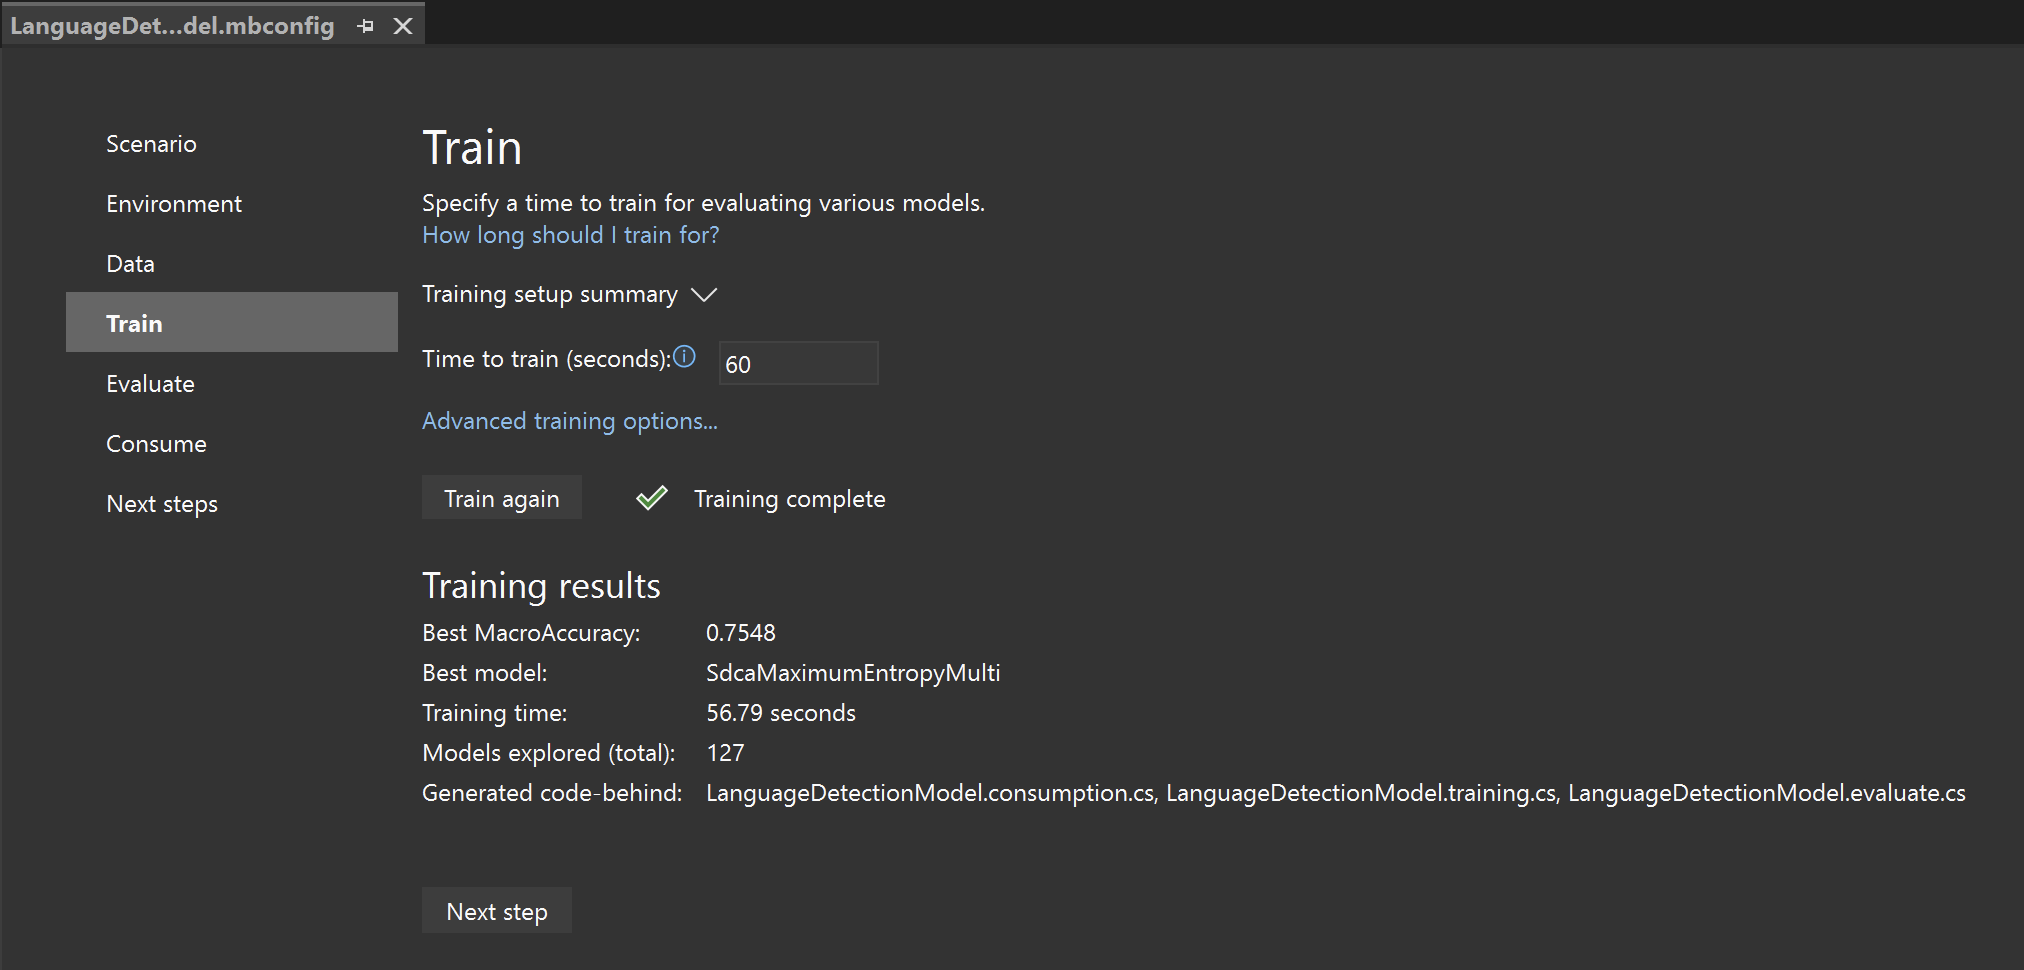 LanguageDet...del.mbconfig
Scenario
Environment
Data
Train
Evaluate
Consume
Next steps
Train
Specify a time to train for evaluating various models.
How long should I train for?
Training setup summary
Time to train (seconds): 60
Advanced training options...
Train again Training complete
Training results
Best MacroAccuracy: 0.7548
Best model: SdcaMaximumEntropyMulti
Training time: 56.79 seconds
Models explored (total): 127
Generated code-behind: LanguageDetectionModel.consumption.cs, LanguageDetectionModel.training.cs, LanguageDetectionModel.evaluate.cs
Next step